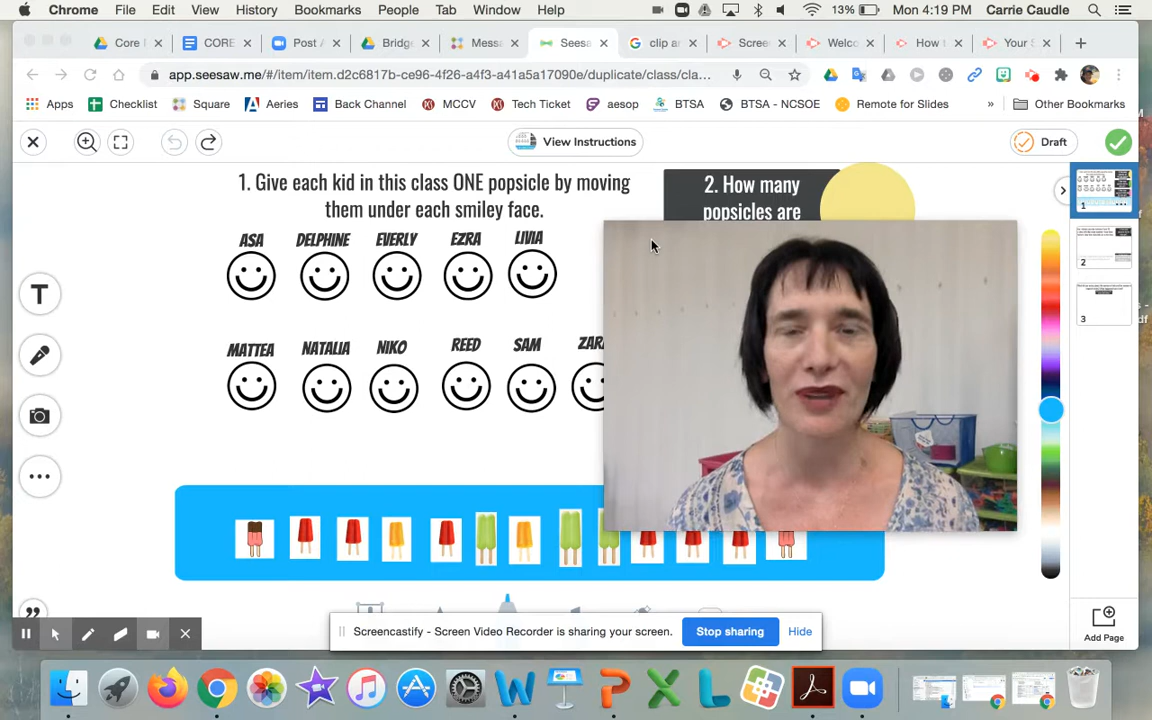 Chrome File Edit View History Bookmarks People Tab Window Help 13% Mon 4:19 PM Carrie Caudle
Core CORE Post Bridge Messa Seesa clip ar Scree Welco How t Your S
app.seesaw.me/#/item/item.d2c6817b-ce96-4f26-a4f3-a41a5a17090e/duplicate/class/cla...
Apps Checklist Square Aeries Back Channel MCCV Tech Ticket aesop BTSA BTSA - NCSOE Remote for Slides » Other Bookmarks
View Instructions Draft
1. Give each kid in this class ONE popsicle by moving
them under each smiley face.
2. How many
popsicles are
ASA DELPHINE EVERLY EZRA LIVIA
MATTEA NATALIA NIKO REED SAM ZAR
T
1
2
3
Add Page
Screencastify - Screen Video Recorder is sharing your screen. Stop sharing Hide